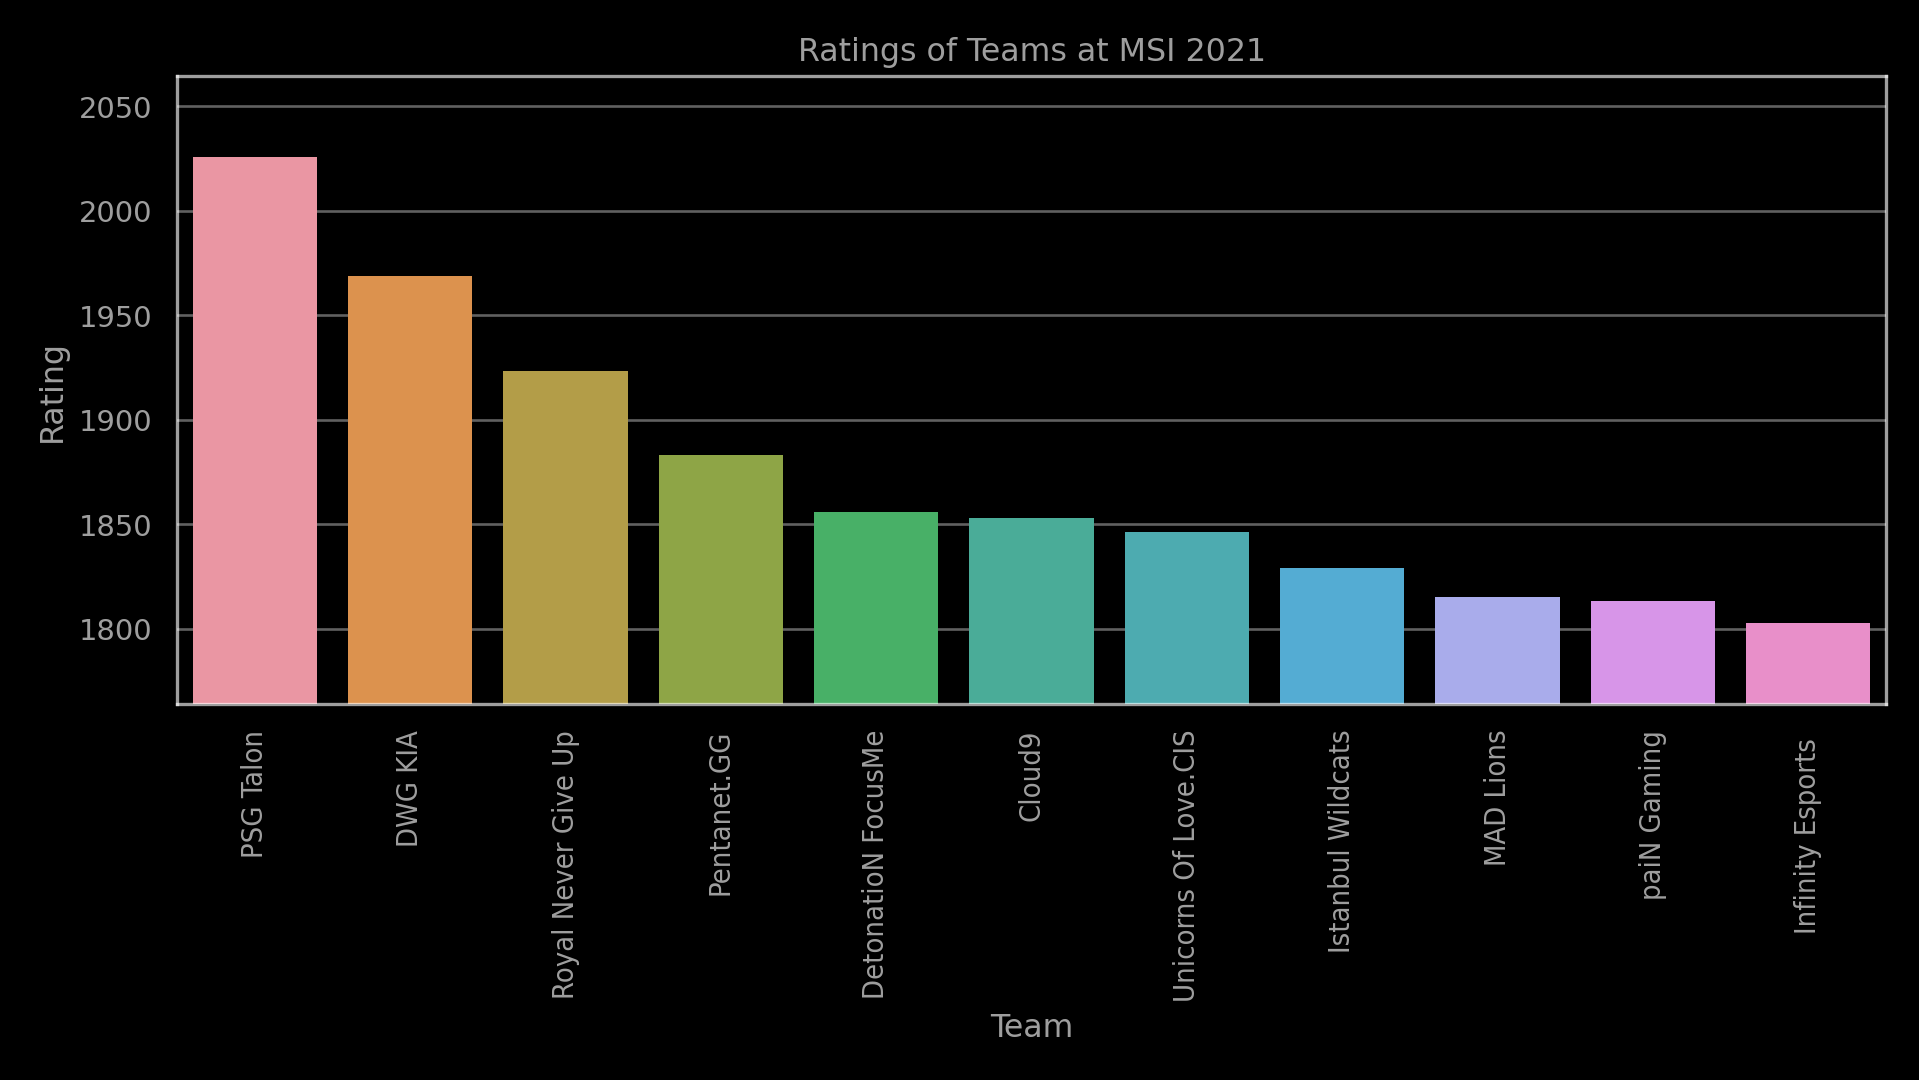 Ratings of Teams at MSI 2021
2050
2000
1950
1900
1850
1800
Rating
PSG Talon
DWG KIA
Royal Never Give Up
Pentanet.GG
DetonatioN FocusMe
Cloud9
Unicorns Of Love.CIS
Istanbul Wildcats
MAD Lions
paiN Gaming
Infinity Esports
Team